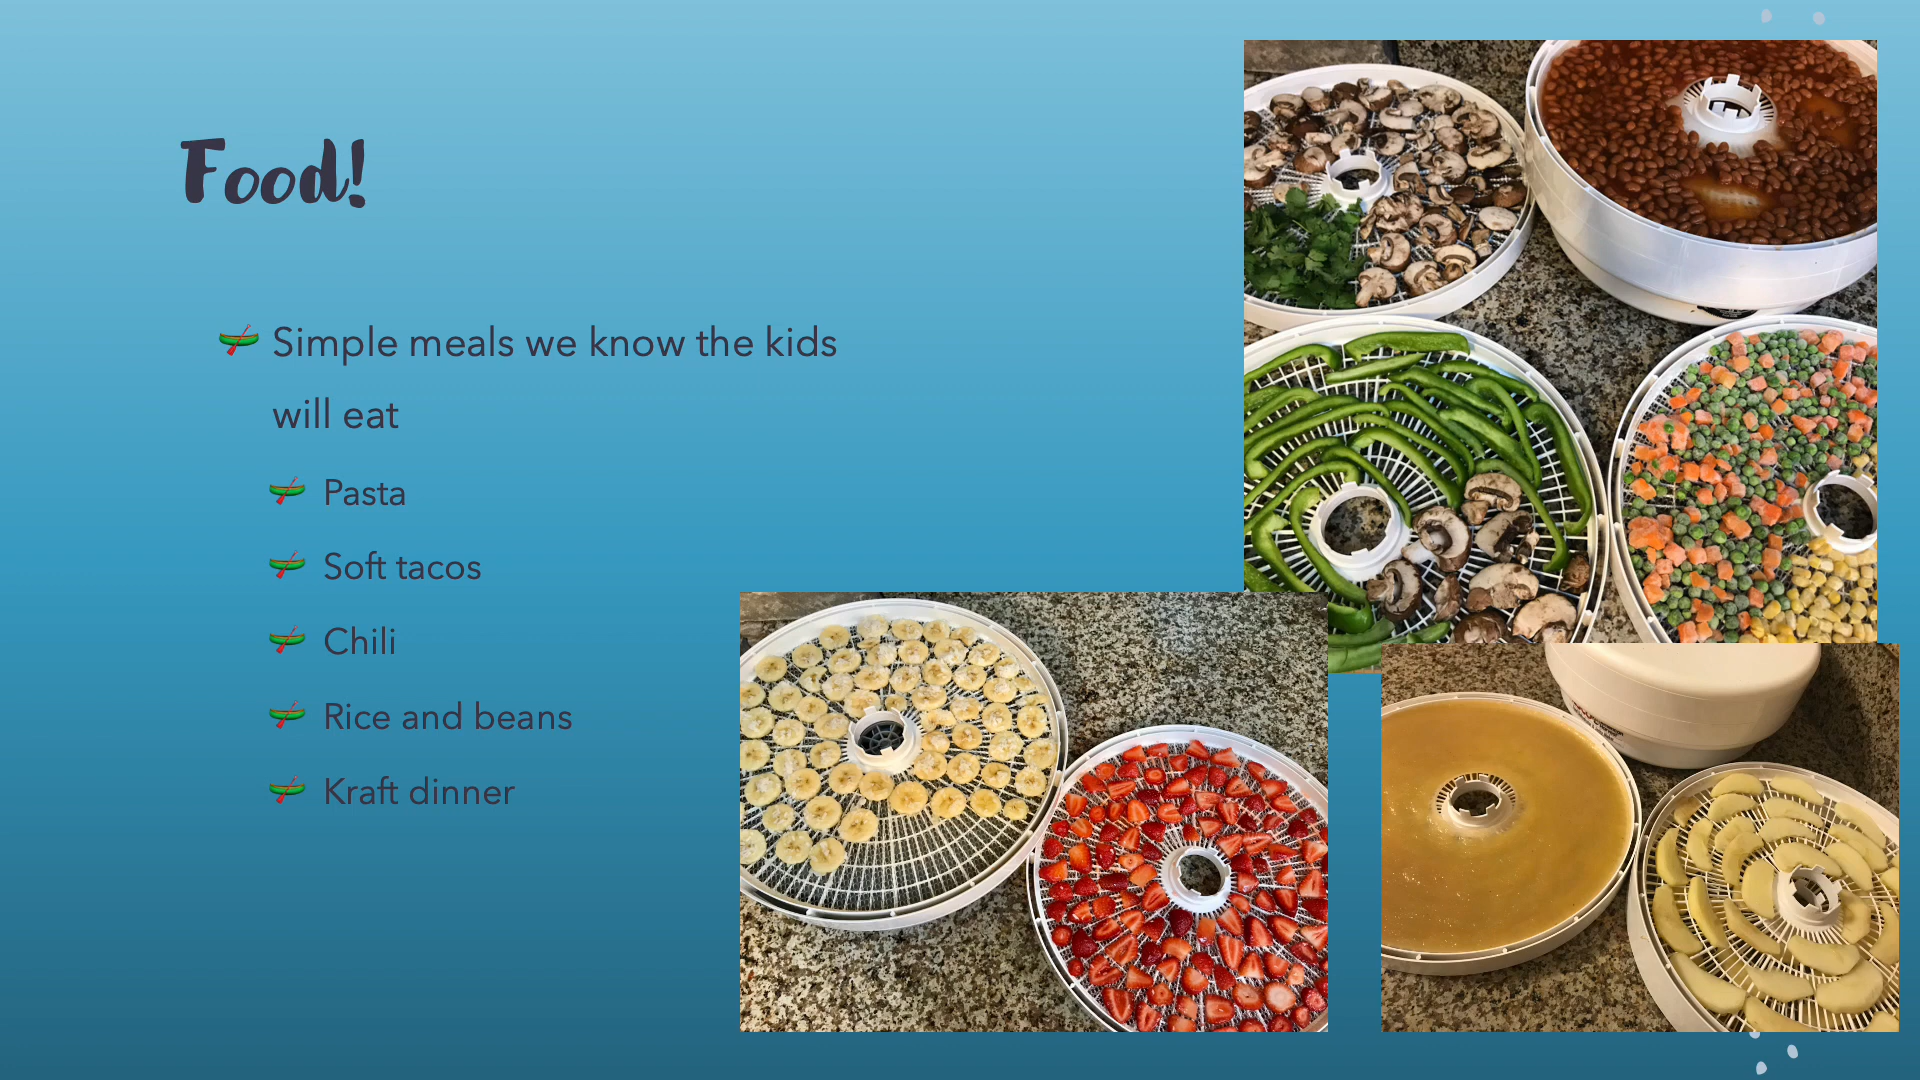 Food!
Simple meals we know the kids
will eat
Pasta
Soft tacos
Chili
Rice and beans
Kraft dinner